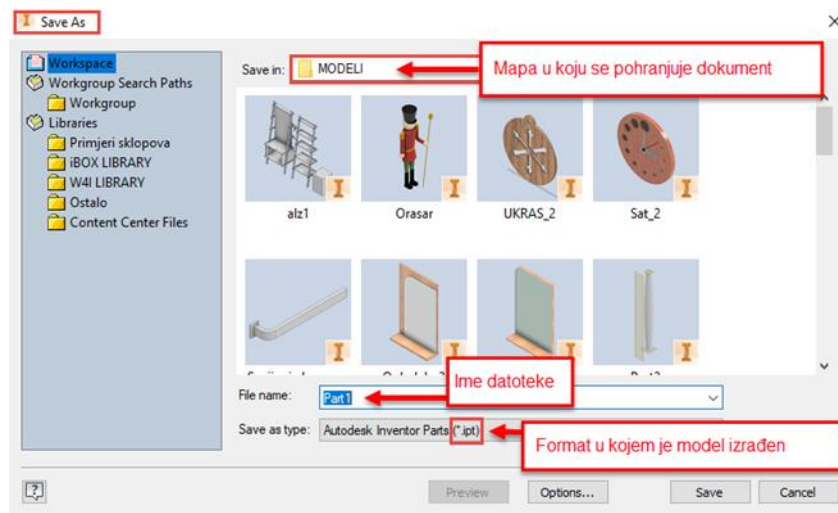 Save As
Workspace
Workgroup Search Paths
Workgroup
Libraries
Primjeri sklopova
iBOX LIBRARY
W4I LIBRARY
Ostalo
Content Center Files
Save in: MODELI
Mapa u koju se pohranjuje dokument
alz1
Orasar
UKRAS_2
Sat_2
Ime datoteke
File name: Part1
Save as type: Autodesk Inventor Parts (*.ipt)
Format u kojem je model izrađen
Preview
Options...
Save
Cancel